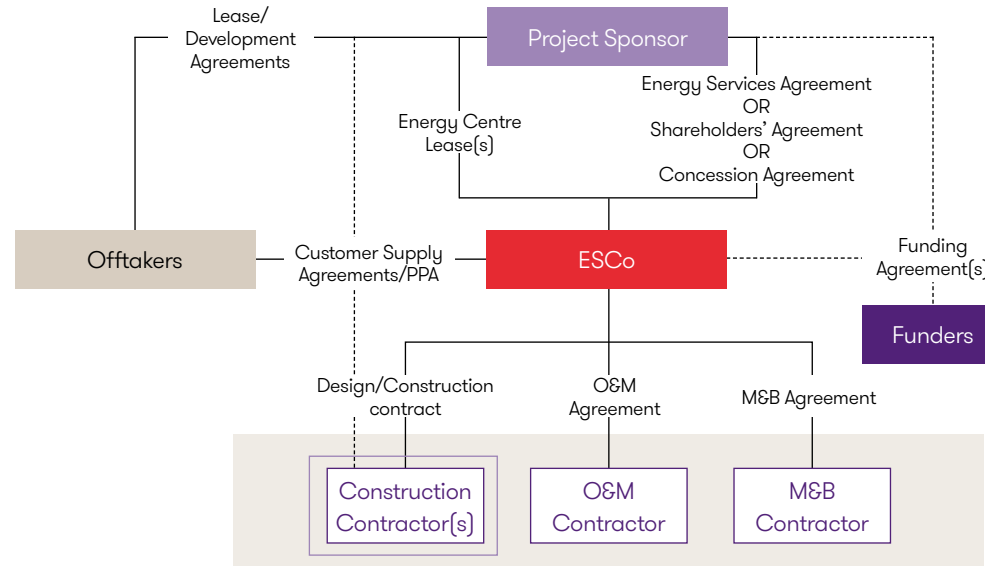 Lease/
Development
Agreements
Project Sponsor
Energy Services Agreement
OR
Shareholders' Agreement
OR
Concession Agreement
Energy Centre
Lease(s)
Offtakers
Customer Supply
Agreements/PPA
ESCo
Funding
Agreement(s)
Funders
Design/Construction
contract
O&M
Agreement
M&B Agreement
Construction
Contractor(s)
O&M
Contractor
M&B
Contractor